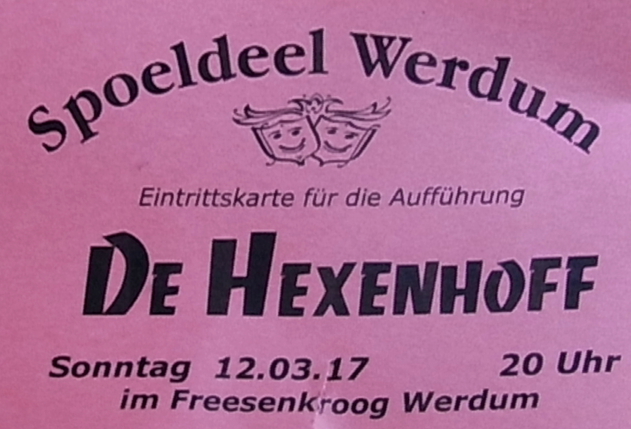 Spoeldeel Werdum
Eintrittskarte für die Aufführung
DE HEXENHOFF
Sonntag 12.03.17 20 Uhr
im Freesenkroog Werdum